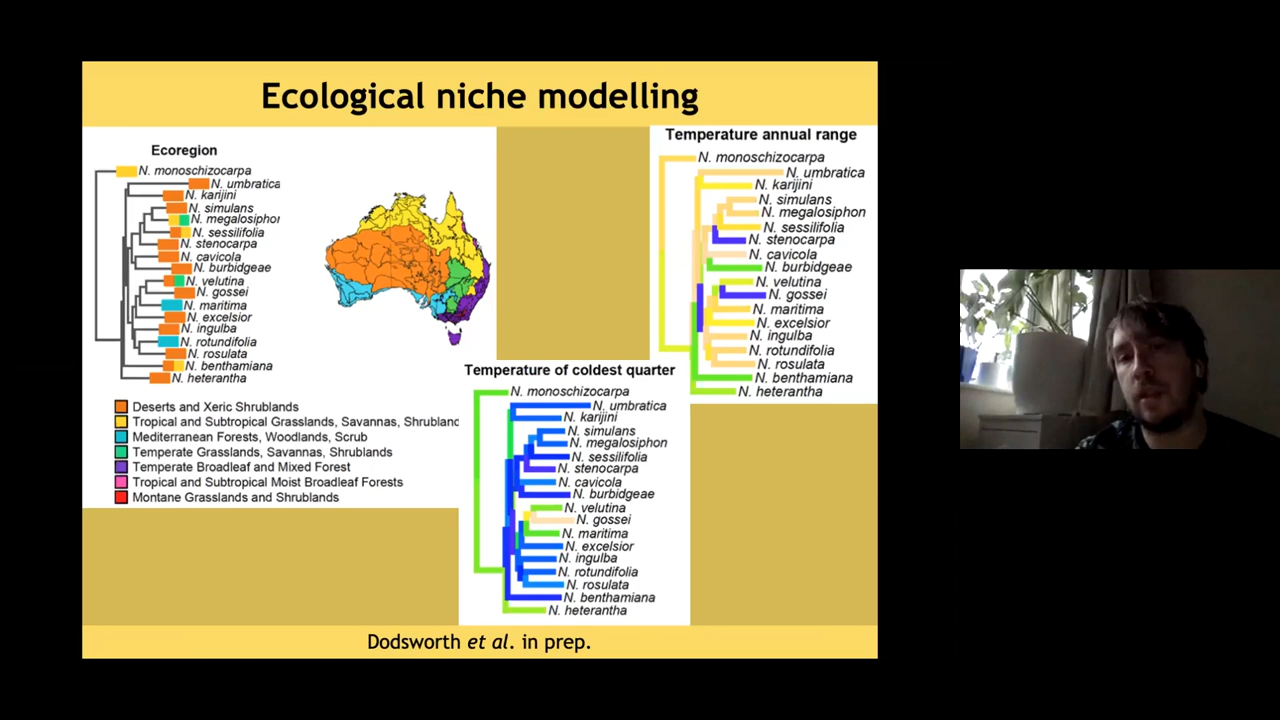 Ecological niche modelling
Ecoregion
N. monoschizocarpa
N. umbratica
N. karijini
N. simulans
N. megalosiphon
N. sessilifolia
N. stenocarpa
N. cavicola
N. burbidgeae
N. velutina
N. gossei
N. maritima
N. excelsior
N. ingulba
N. rotundifolia
N. rosulata
N. benthamiana
N. heterantha
Deserts and Xeric Shrublands
Tropical and Subtropical Grasslands, Savannas, Shrublanc
Mediterranean Forests, Woodlands, Scrub
Temperate Grasslands, Savannas, Shrublands
Temperate Broadleaf and Mixed Forest
Tropical and Subtropical Moist Broadleaf Forests
Montane Grasslands and Shrublands
Temperature of coldest quarter
N. monoschizocarpa
N. umbratica
N. karijini
N. simulans
N. megalosiphon
N. sessilifolia
N. stenocarpa
N. cavicola
N. burbidgeae
N. velutina
N. gossei
N. maritima
N. excelsior
N. ingulba
N. rotundifolia
N. rosulata
N. benthamiana
N. heterantha
Temperature annual range
N. monoschizocarpa
N. umbratica
N. karijini
N. simulans
N. megalosiphon
N. sessilifolia
N. stenocarpa
N. cavicola
N. burbidgeae
N. velutina
N. gossei
N. maritima
N. excelsior
N. ingulba
N. rotundifolia
N. rosulata
N. benthamiana
N. heterantha
Dodsworth et al. in prep.